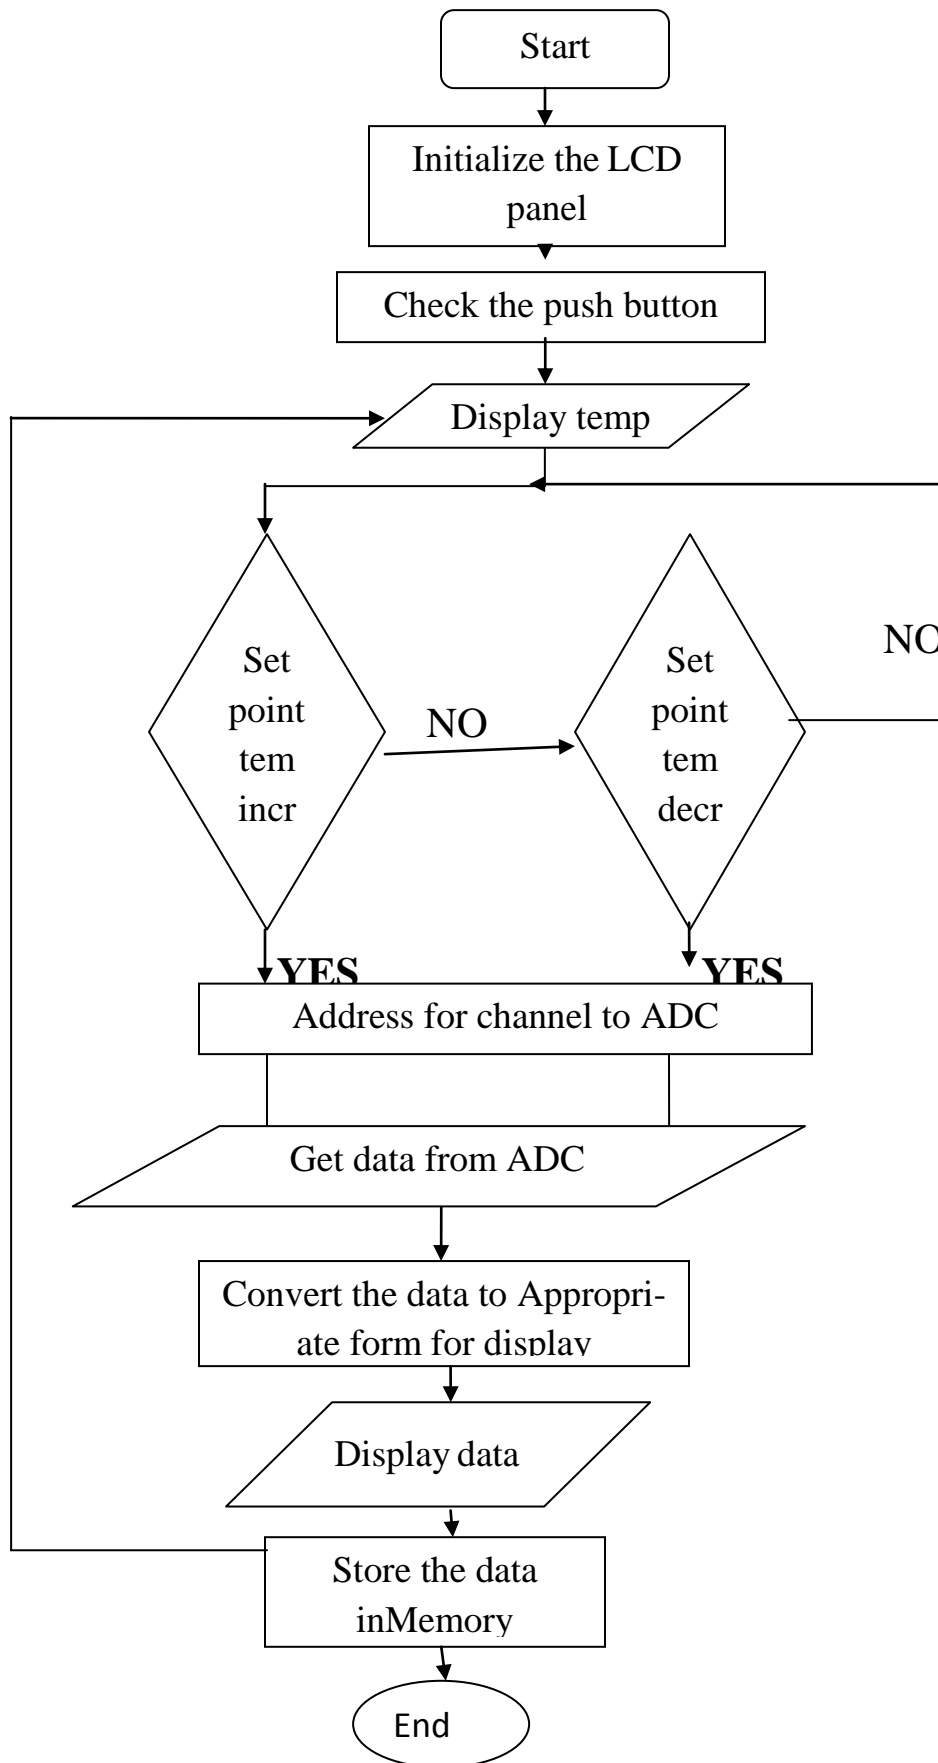 Start
Initialize the LCD
panel
Check the push button
Display temp
Set
point
tem
incr
NO
Set
point
tem
decr
NO
YES
YES
Address for channel to ADC
Get data from ADC
Convert the data to Appropri-
ate form for display
Display data
Store the data
inMemory
End